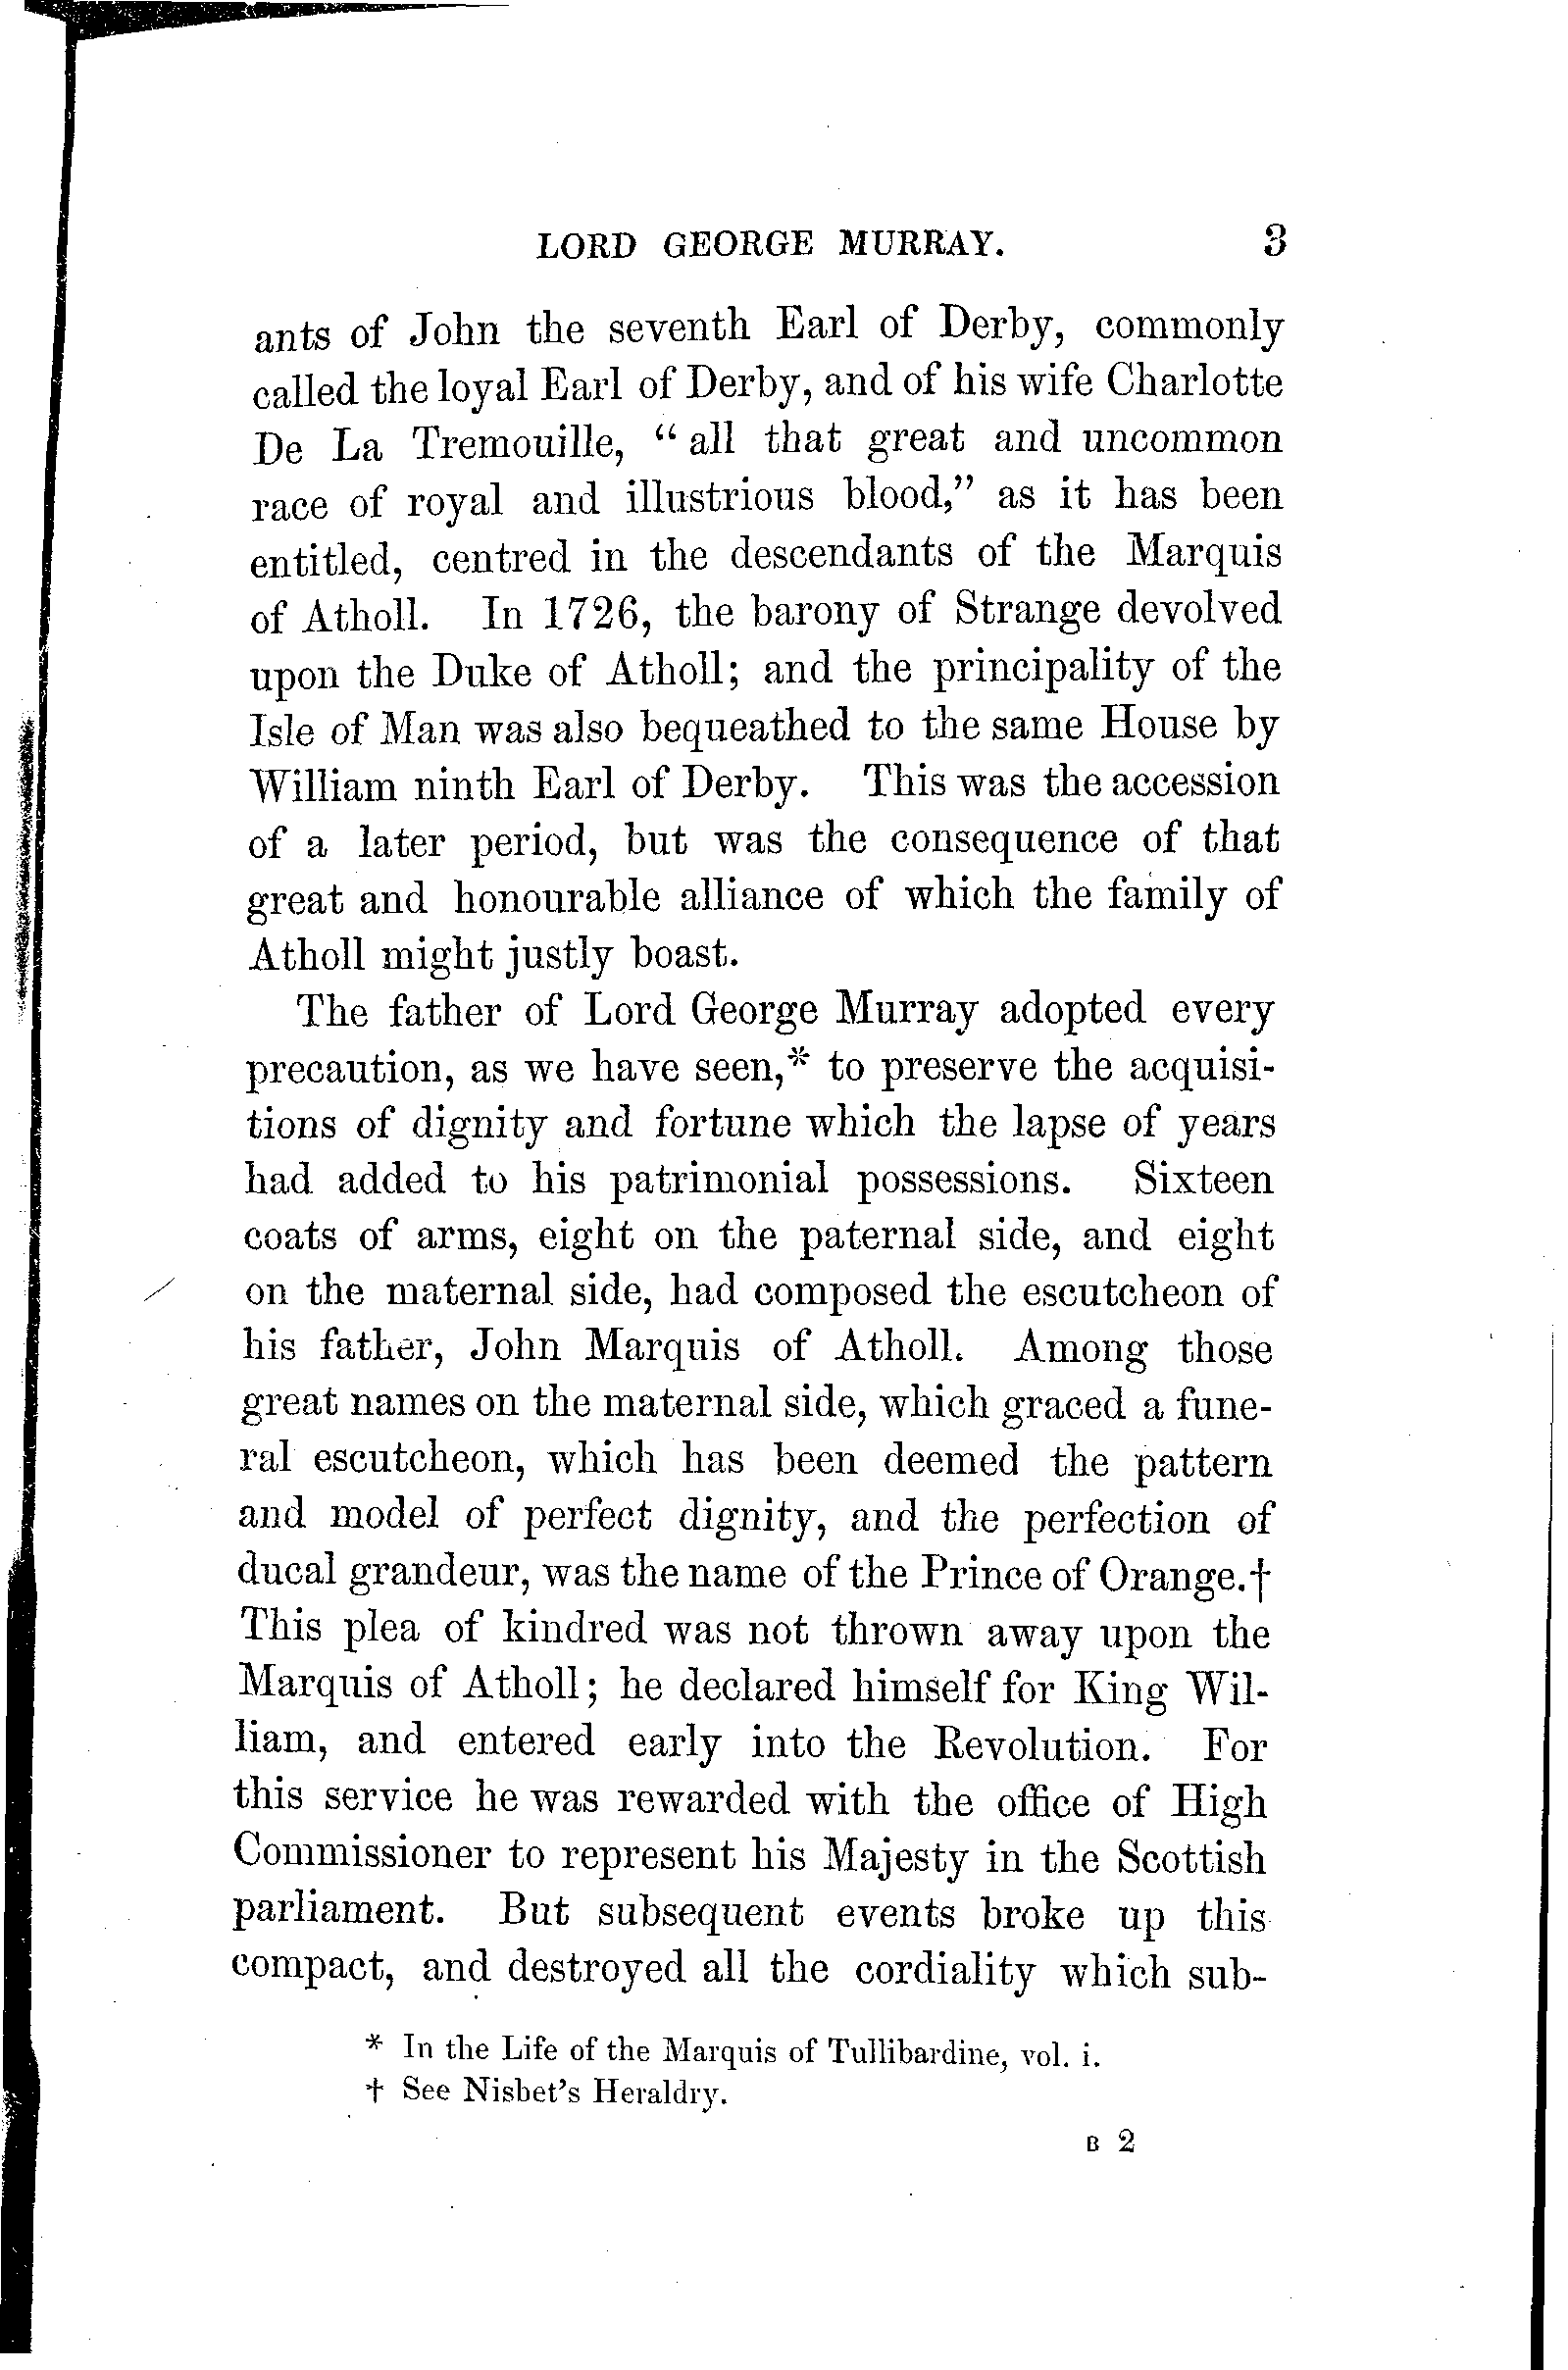 LORD GEORGE MURRAY. 3
ants of John the seventh Earl of Derby, commonly
called the loyal Earl of Derby, and of his wife Charlotte
De La Tremouille, "all that great and uncommon
race of royal and illustrious blood," as it has been
entitled, centred in the descendants of the Marquis
of Atholl. In 1726, the barony of Strange devolved
upon the Duke of Atholl; and the principality of the
Isle of Man was also bequeathed to the same House by
William ninth Earl of Derby. This was the accession
of a later period, but was the consequence of that
great and honourable alliance of which the family of
Atholl might justly boast.
The father of Lord George Murray adopted every
precaution, as we have seen,* to preserve the acquisi-
tions of dignity and fortune which the lapse of years
had added to his patrimonial possessions. Sixteen
coats of arms, eight on the paternal side, and eight
on the maternal side, had composed the escutcheon of
his father, John Marquis of Atholl. Among those
great names on the maternal side, which graced a fune-
ral escutcheon, which has been deemed the pattern
and model of perfect dignity, and the perfection of
ducal grandeur, was the name of the Prince of Orange.†
This plea of kindred was not thrown away upon the
Marquis of Atholl; he declared himself for King Wil-
liam, and entered early into the Revolution. For
this service he was rewarded with the office of High
Commissioner to represent his Majesty in the Scottish
parliament. But subsequent events broke up this
compact, and destroyed all the cordiality which sub-
* In the Life of the Marquis of Tullibardine, vol. i.
† See Nisbet's Heraldry.
B 2